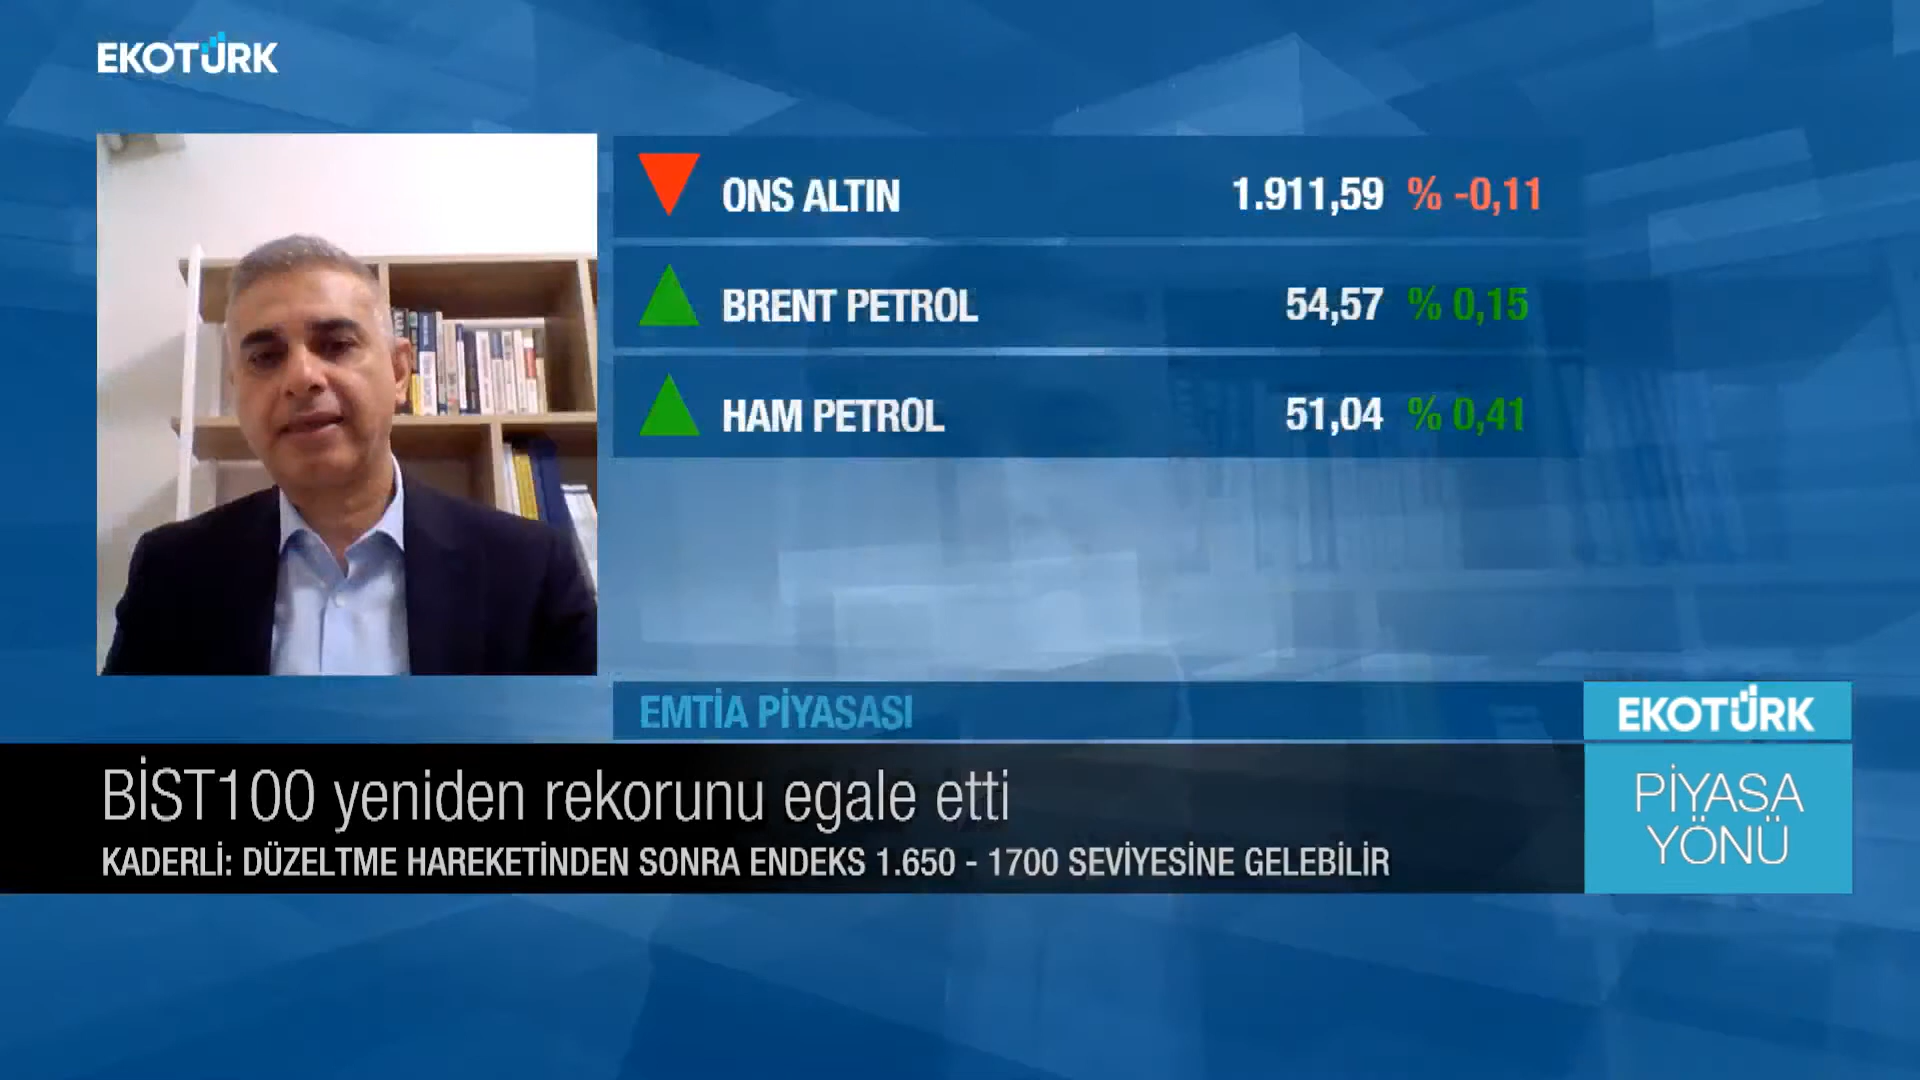 EKOTÜRK
ONS ALTIN 1.911,59 % -0,11
BRENT PETROL 54,57 % 0,15
HAM PETROL 51,04 % 0,41
EMTİA PİYASASI
EKOTÜRK
BİST100 yeniden rekorunu egale etti
KADERLİ: DÜZELTME HAREKETİNDEN SONRA ENDEKS 1.650 - 1700 SEVİYESİNE GELEBİLİR
PİYASA
YÖNÜ